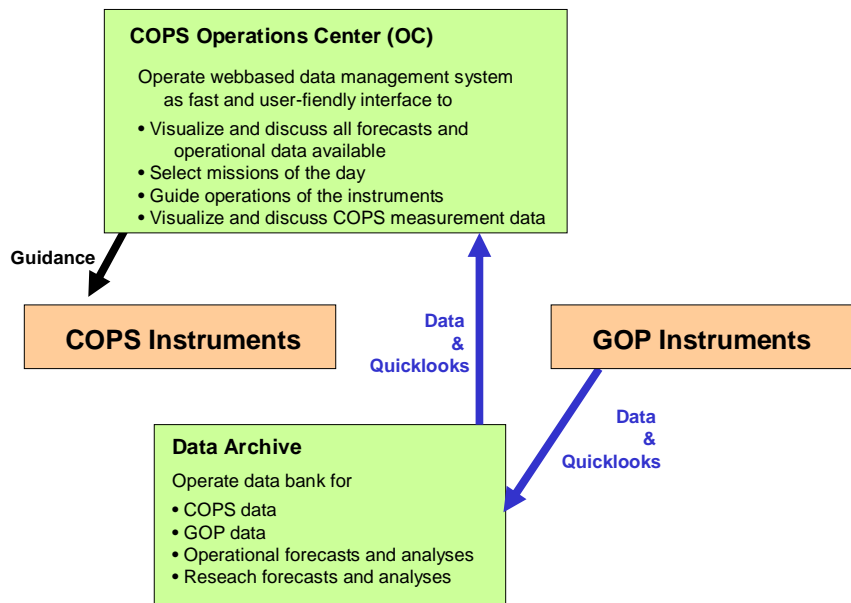 COPS Operations Center (OC)
Operate webbased data management system
as fast and user-fiendly interface to
• Visualize and discuss all forecasts and
operational data available
• Select missions of the day
• Guide operations of the instruments
• Visualize and discuss COPS measurement data
Guidance
COPS Instruments
Data
&
Quicklooks
GOP Instruments
Data
&
Quicklooks
Data Archive
Operate data bank for
• COPS data
• GOP data
• Operational forecasts and analyses
• Reseach forecasts and analyses